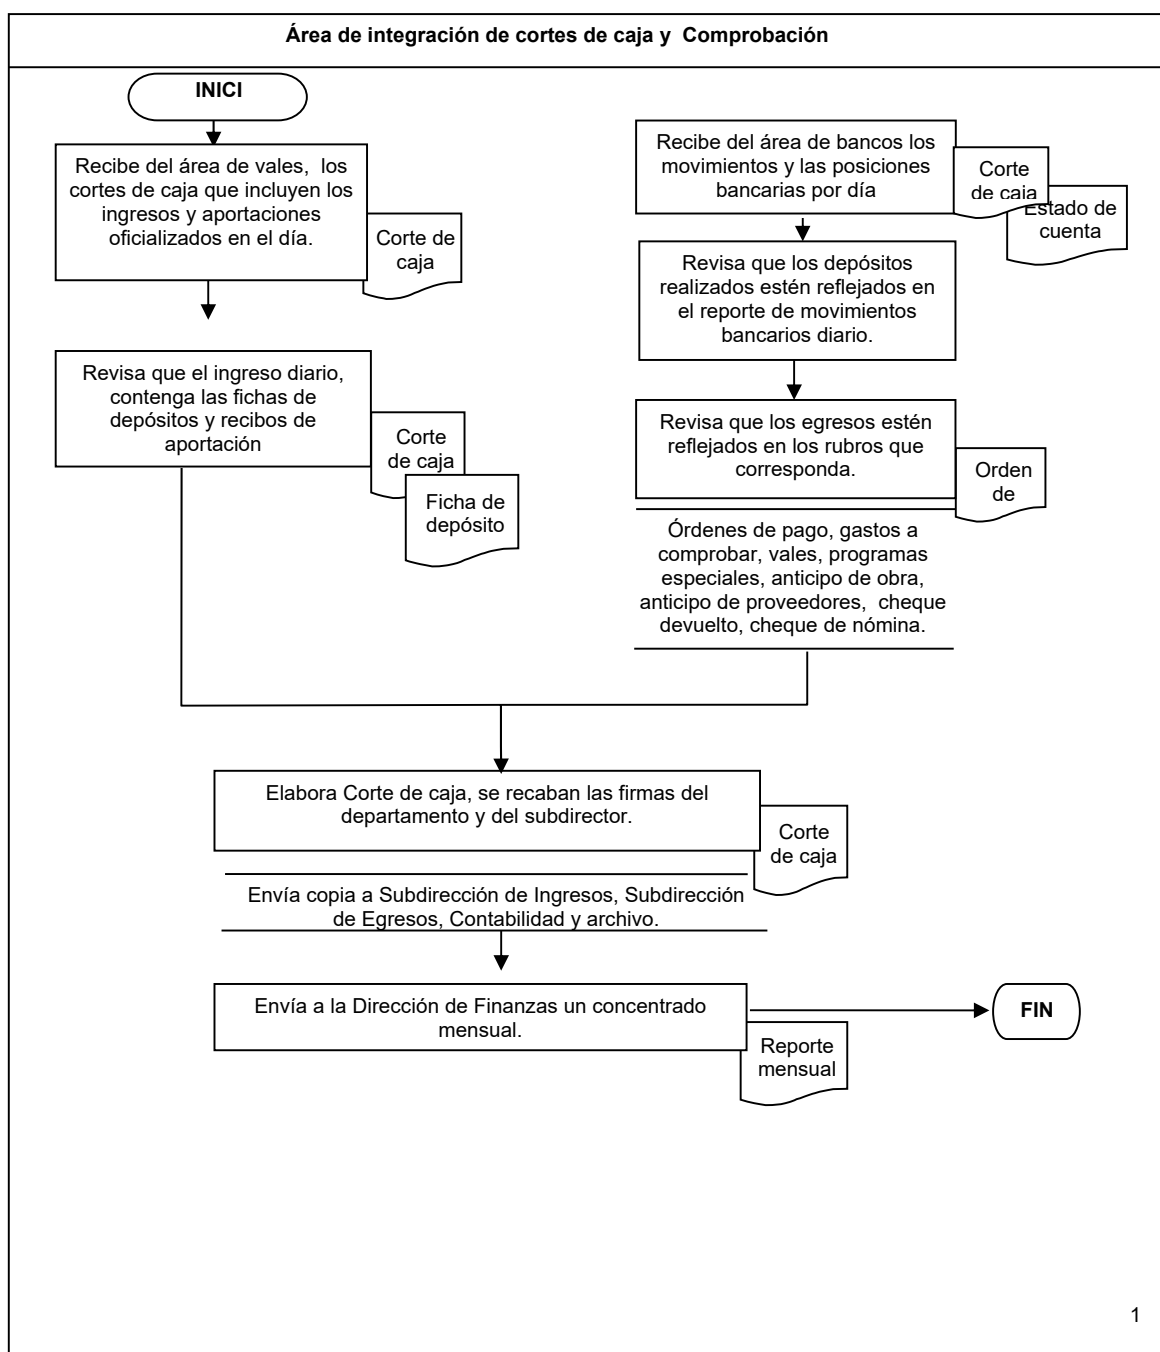 Área de integración de cortes de caja y Comprobación
INICI
Recibe del área de vales, los
cortes de caja que incluyen los
ingresos y aportaciones
oficializados en el día.
Corte de
caja
Revisa que el ingreso diario,
contenga las fichas de
depósitos y recibos de
aportación
Corte
de caja
Ficha de
depósito
Recibe del área de bancos los
movimientos y las posiciones
bancarias por día
Corte
de caja
Estado de
cuenta
Revisa que los depósitos
realizados estén reflejados en
el reporte de movimientos
bancarios diario.
Revisa que los egresos estén
reflejados en los rubros que
corresponda.
Orden
de
Órdenes de pago, gastos a
comprobar, vales, programas
especiales, anticipo de obra,
anticipo de proveedores, cheque
devuelto, cheque de nómina.
Elabora Corte de caja, se recaban las firmas del
departamento y del subdirector.
Corte
de caja
Envía copia a Subdirección de Ingresos, Subdirección
de Egresos, Contabilidad y archivo.
Envía a la Dirección de Finanzas un concentrado
mensual.
Reporte
mensual
FIN
1